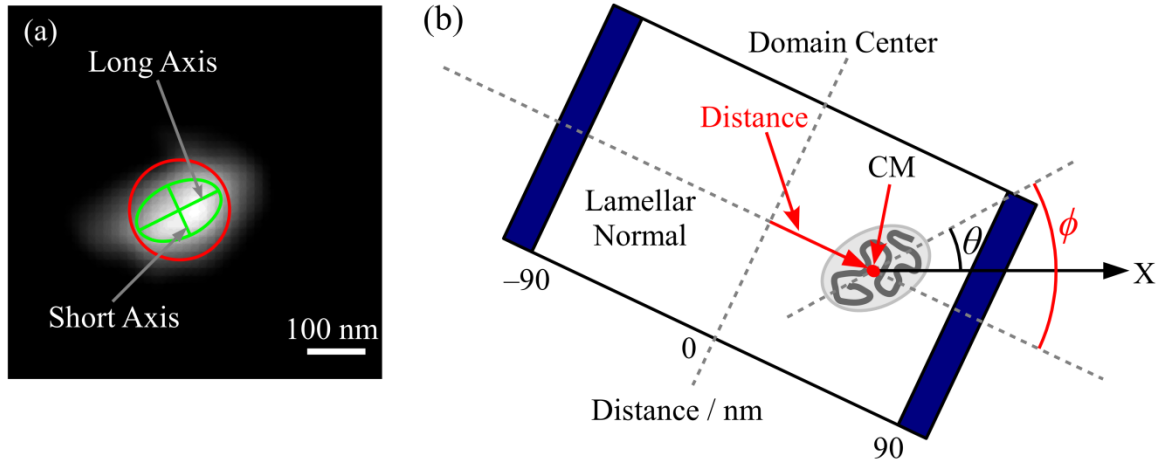 (a)
Long Axis
Short Axis
100 nm
(b)
Domain Center
Distance
CM
Lamellar
Normal
θ
ϕ
X
–90
0
Distance / nm
90